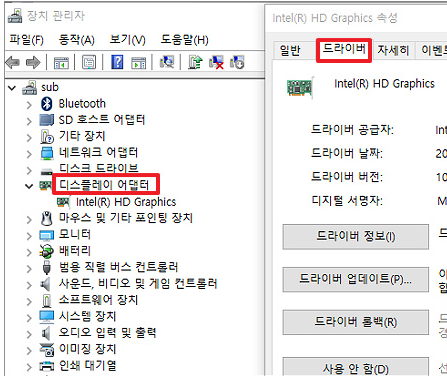 장치 관리자
파일(F) 동작(A) 보기(V) 도움말(H)
sub
Bluetooth
SD 호스트 어댑터
기타 장치
네트워크 어댑터
디스크 드라이브
디스플레이 어댑터
Intel(R) HD Graphics
마우스 및 기타 포인팅 장치
모니터
배터리
범용 직렬 버스 컨트롤러
사운드, 비디오 및 게임 컨트롤러
소프트웨어 장치
시스템 장치
오디오 입력 및 출력
이미징 장치
인쇄 대기열
Intel(R) HD Graphics 속성
일반 드라이버 자세히 이벤트
Intel(R) HD Graphics
드라이버 공급자: Int
드라이버 날짜: 20
드라이버 버전: 10
디지털 서명자: M
드라이버 정보(I)
드라이버 업데이트(P)...
드라이버 롤백(R)
사용 안 함(D)